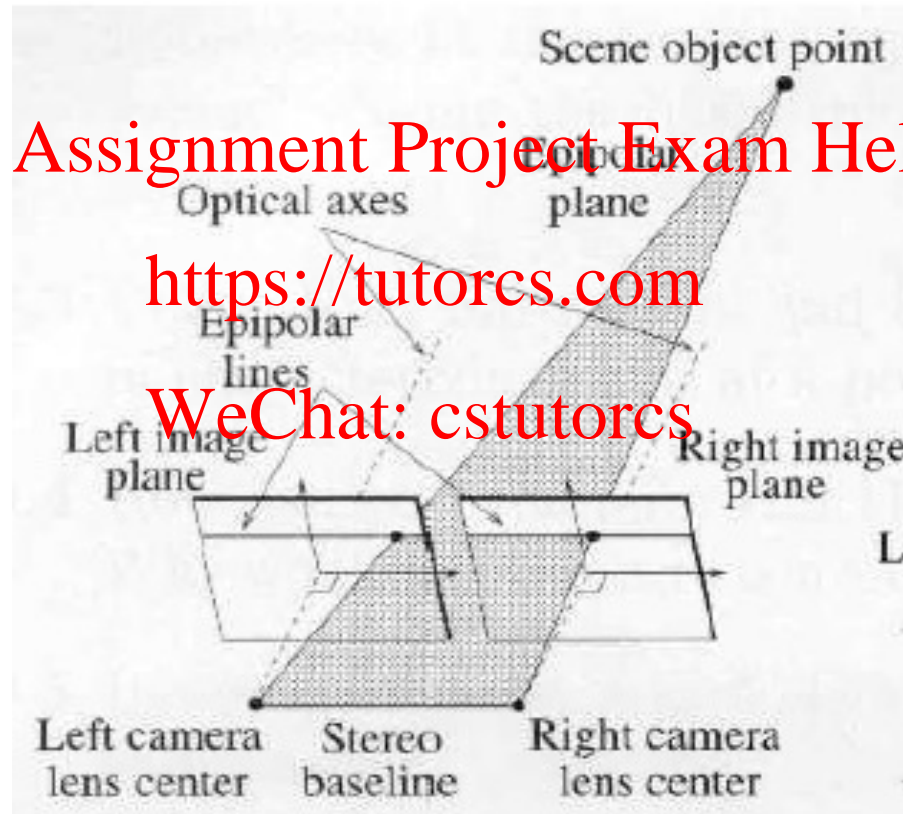 Scene object point
Assignment Project Exam Hel
Epipolar
plane
Optical axes
https://tutorcs.com
Epipolar
lines
WeChat: cstutorcs
Left image
plane
Right image
plane
L
Left camera
lens center
Stereo
baseline
Right camera
lens center